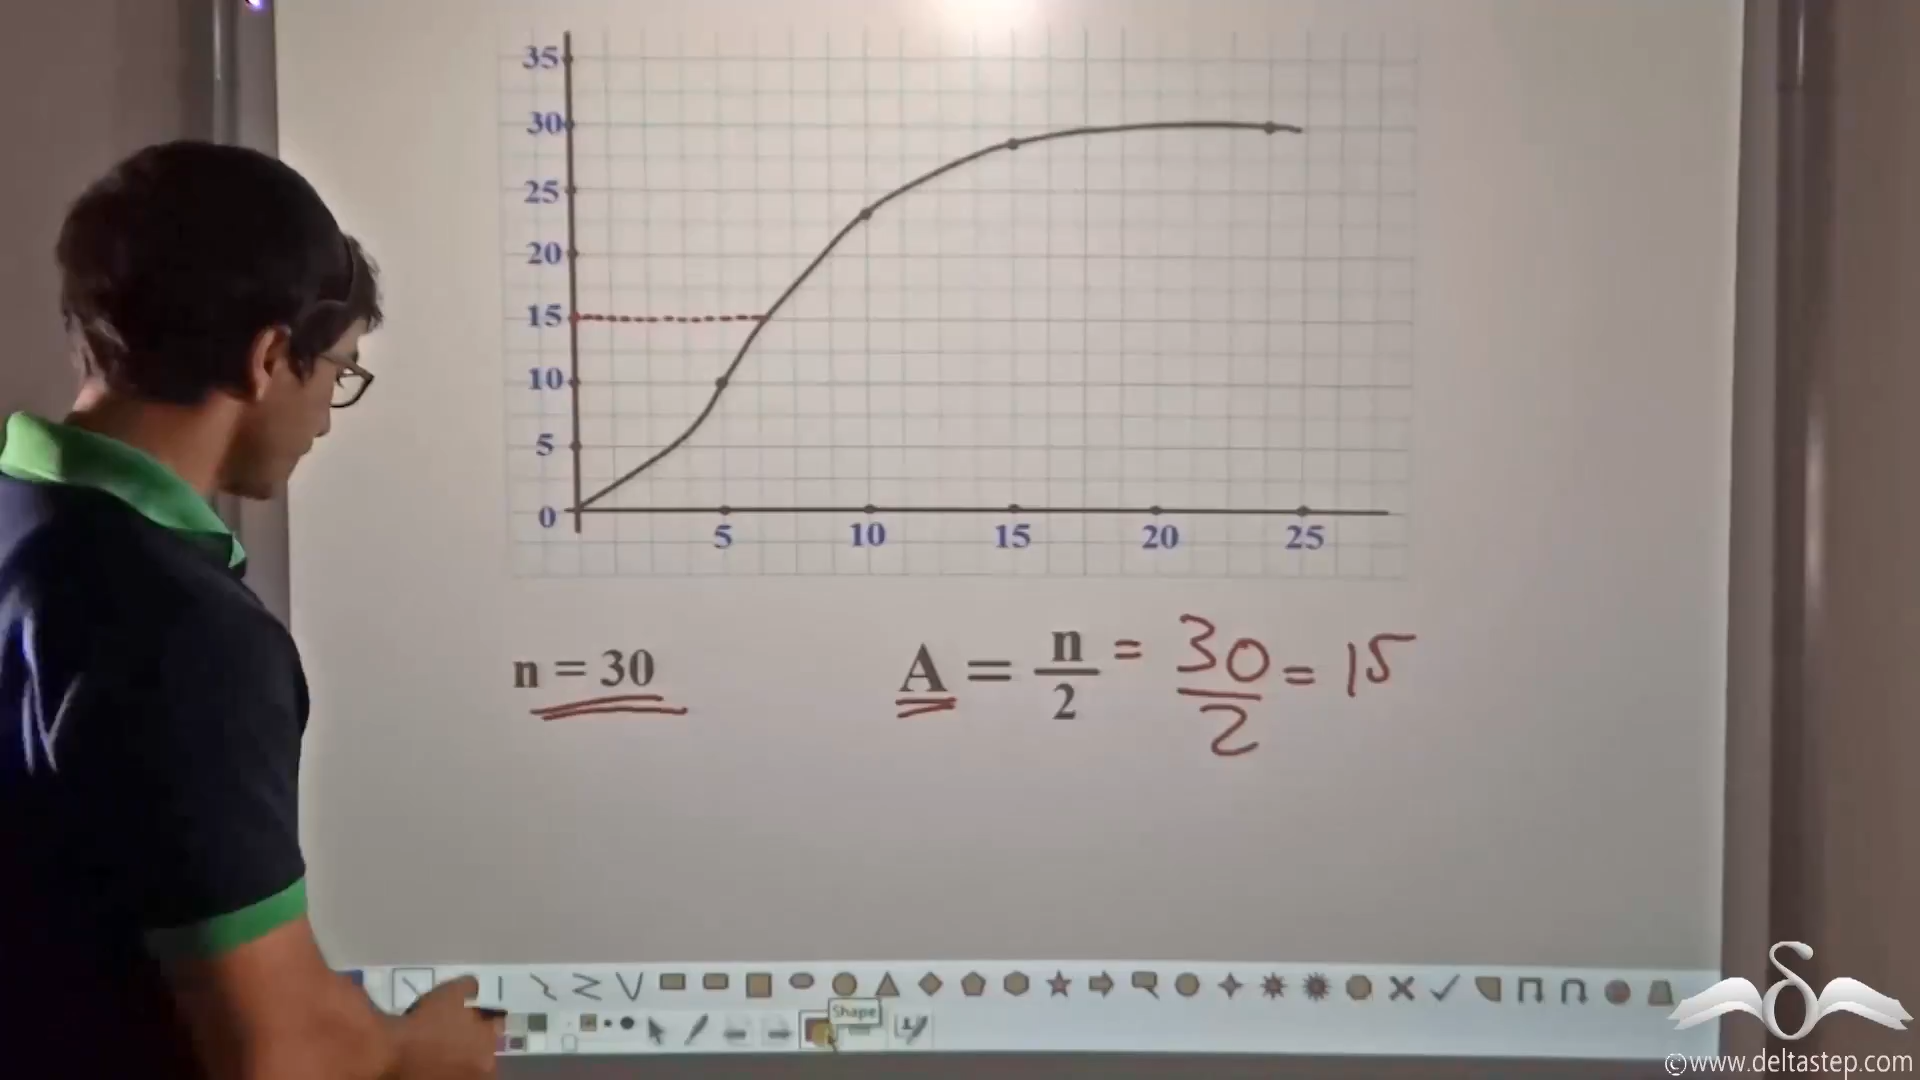 35
30
25
20
15
10
5
0
5 10 15 20 25
n = 30
A = n/2 = 30/2 = 15
Shape
©www.deltastep.com